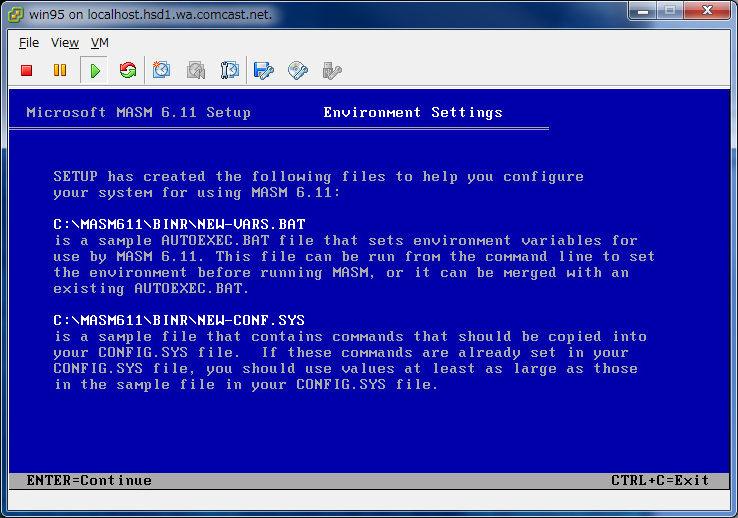 win95 on localhost.hsd1.wa.comcast.net.
File View VM
Microsoft MASM 6.11 Setup Environment Settings
SETUP has created the following files to help you configure
your system for using MASM 6.11:
C:\MASM611\BINR\NEW-VARS.BAT
is a sample AUTOEXEC.BAT file that sets environment variables for
use by MASM 6.11. This file can be run from the command line to set
the environment before running MASM, or it can be merged with an
existing AUTOEXEC.BAT.
C:\MASM611\BINR\NEW-CONF.SYS
is a sample file that contains commands that should be copied into
your CONFIG.SYS file.  If these commands are already set in your
CONFIG.SYS file, you should use values at least as large as those
in the sample file in your CONFIG.SYS file.
ENTER=Continue CTRL+C=Exit